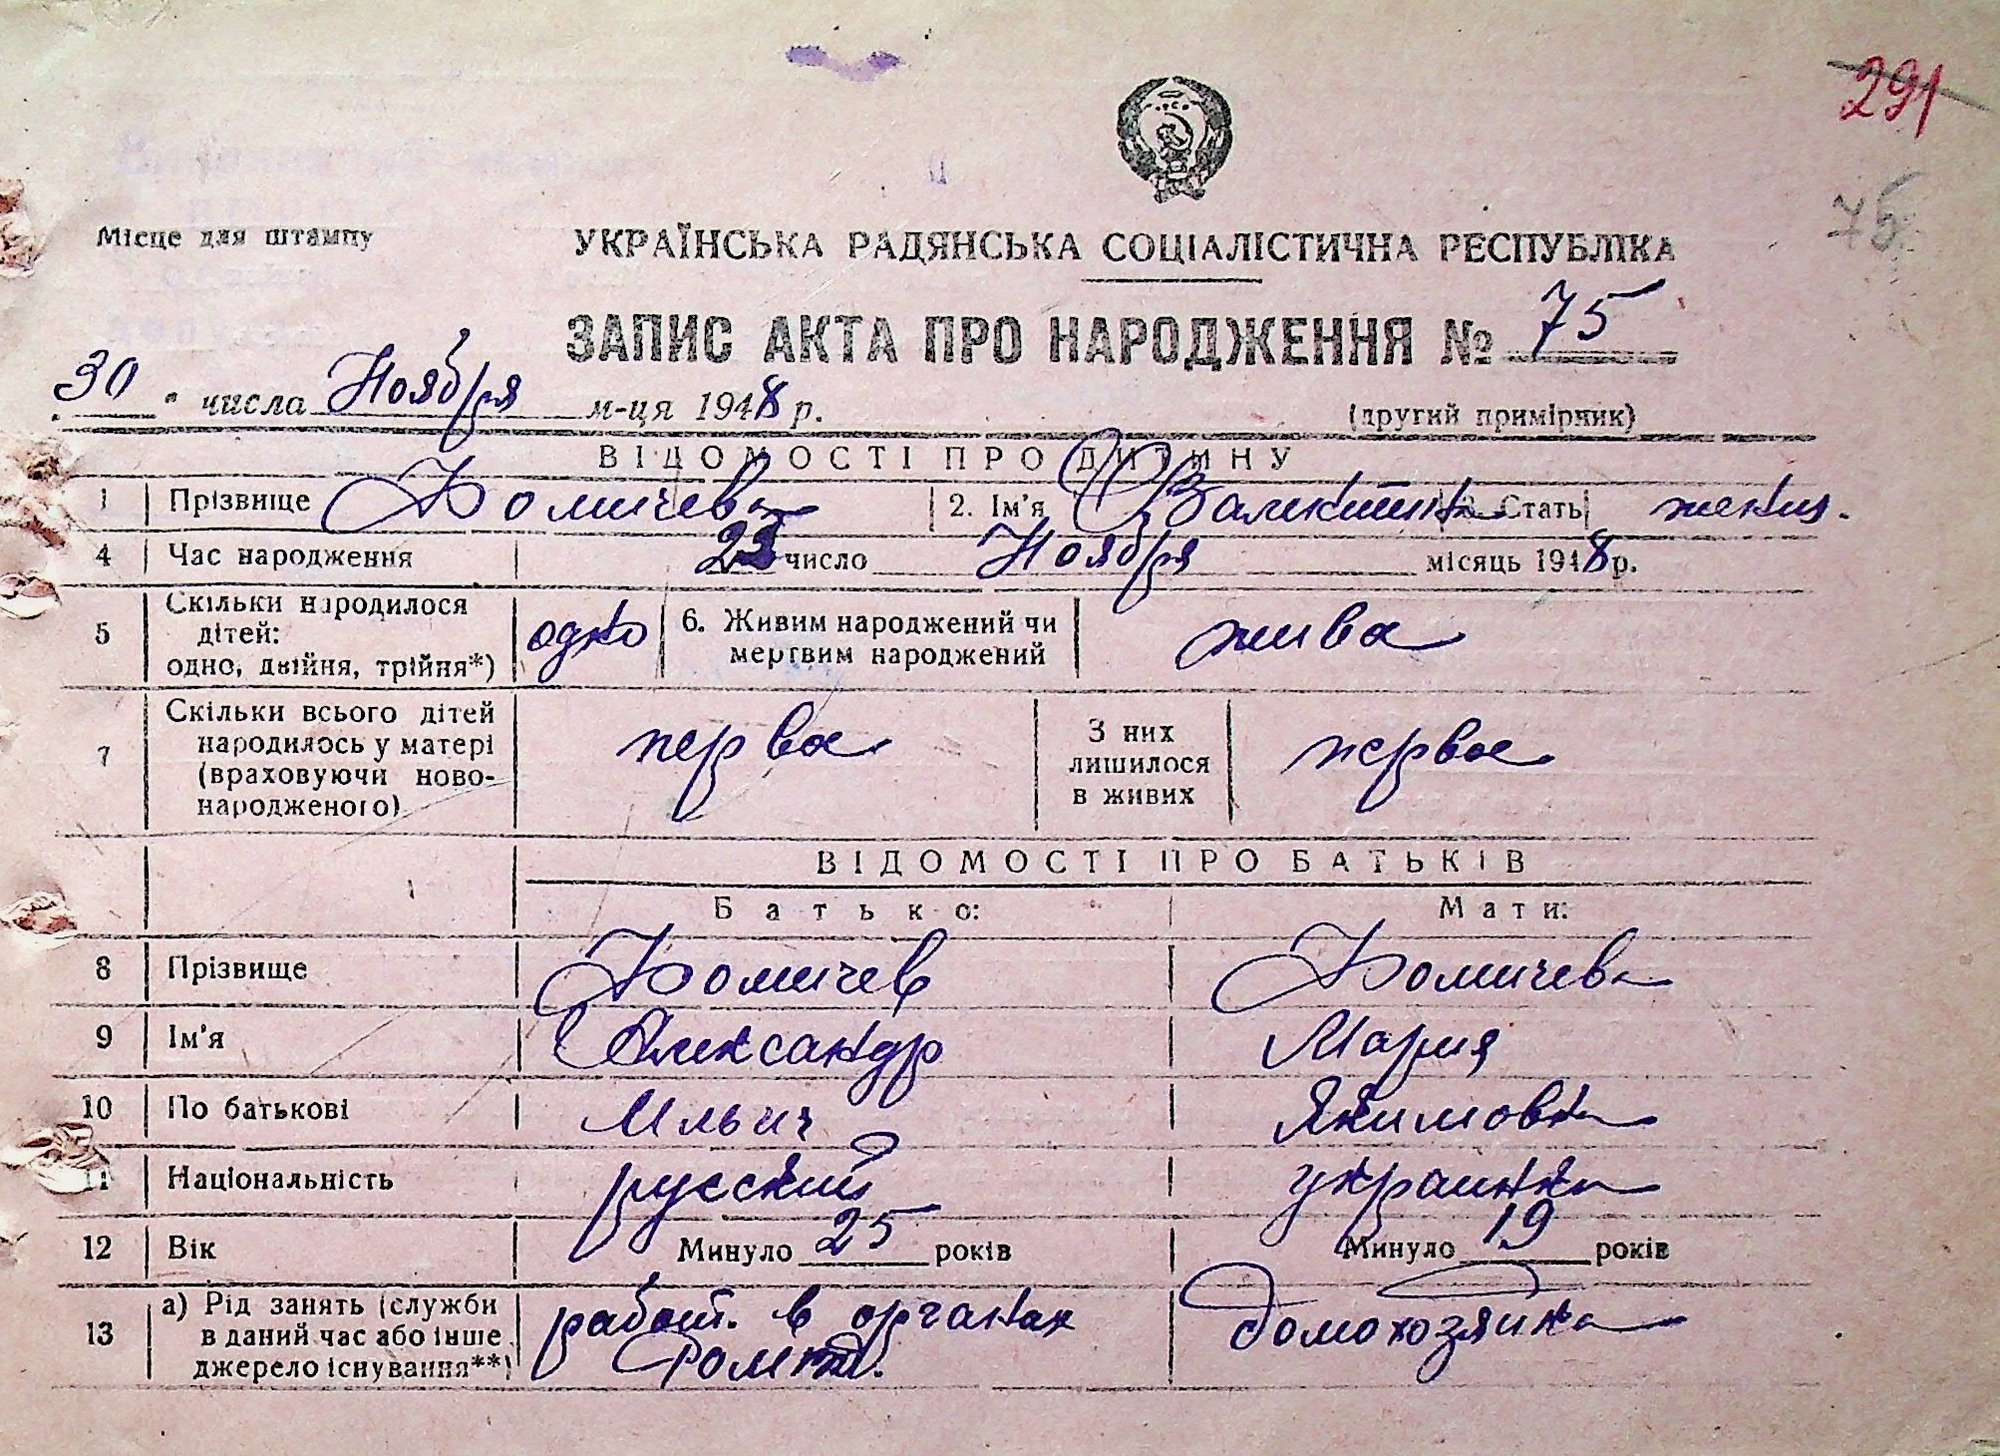 291
75
Місце для штампу
УКРАЇНСЬКА РАДЯНСЬКА СОЦІАЛІСТИЧНА РЕСПУБЛІКА
ЗАПИС АКТА ПРО НАРОДЖЕННЯ № 75
30 " числа Ноября м-ця 1948 р.
(другий примірник)
ВІДОМОСТІ ПРО ДИТИНУ
1 Прізвище Фомичева 2. Ім'я Валентина 3. Стать женск.
4 Час народження 23 число Ноября місяць 1948 р.
5 Скільки народилося дітей: одно, двійня, трійня*) одно 6. Живим народжений чи мертвим народжений жива
7 Скільки всього дітей народилось у матері (враховуючи ново-народженого) перва З них лишилося в живих перва
ВІДОМОСТІ ПРО БАТЬКІВ
Батько: Мати:
8 Прізвище Фомичев Фомичева
9 Ім'я Александр Мария
10 По батькові Ильич Якимовна
11 Національність русский украинка
12 Вік Минуло 25 років Минуло 19 років
13 а) Рід занять (служби в даний час або інше джерело існування**) работ. в органах домохозяйка